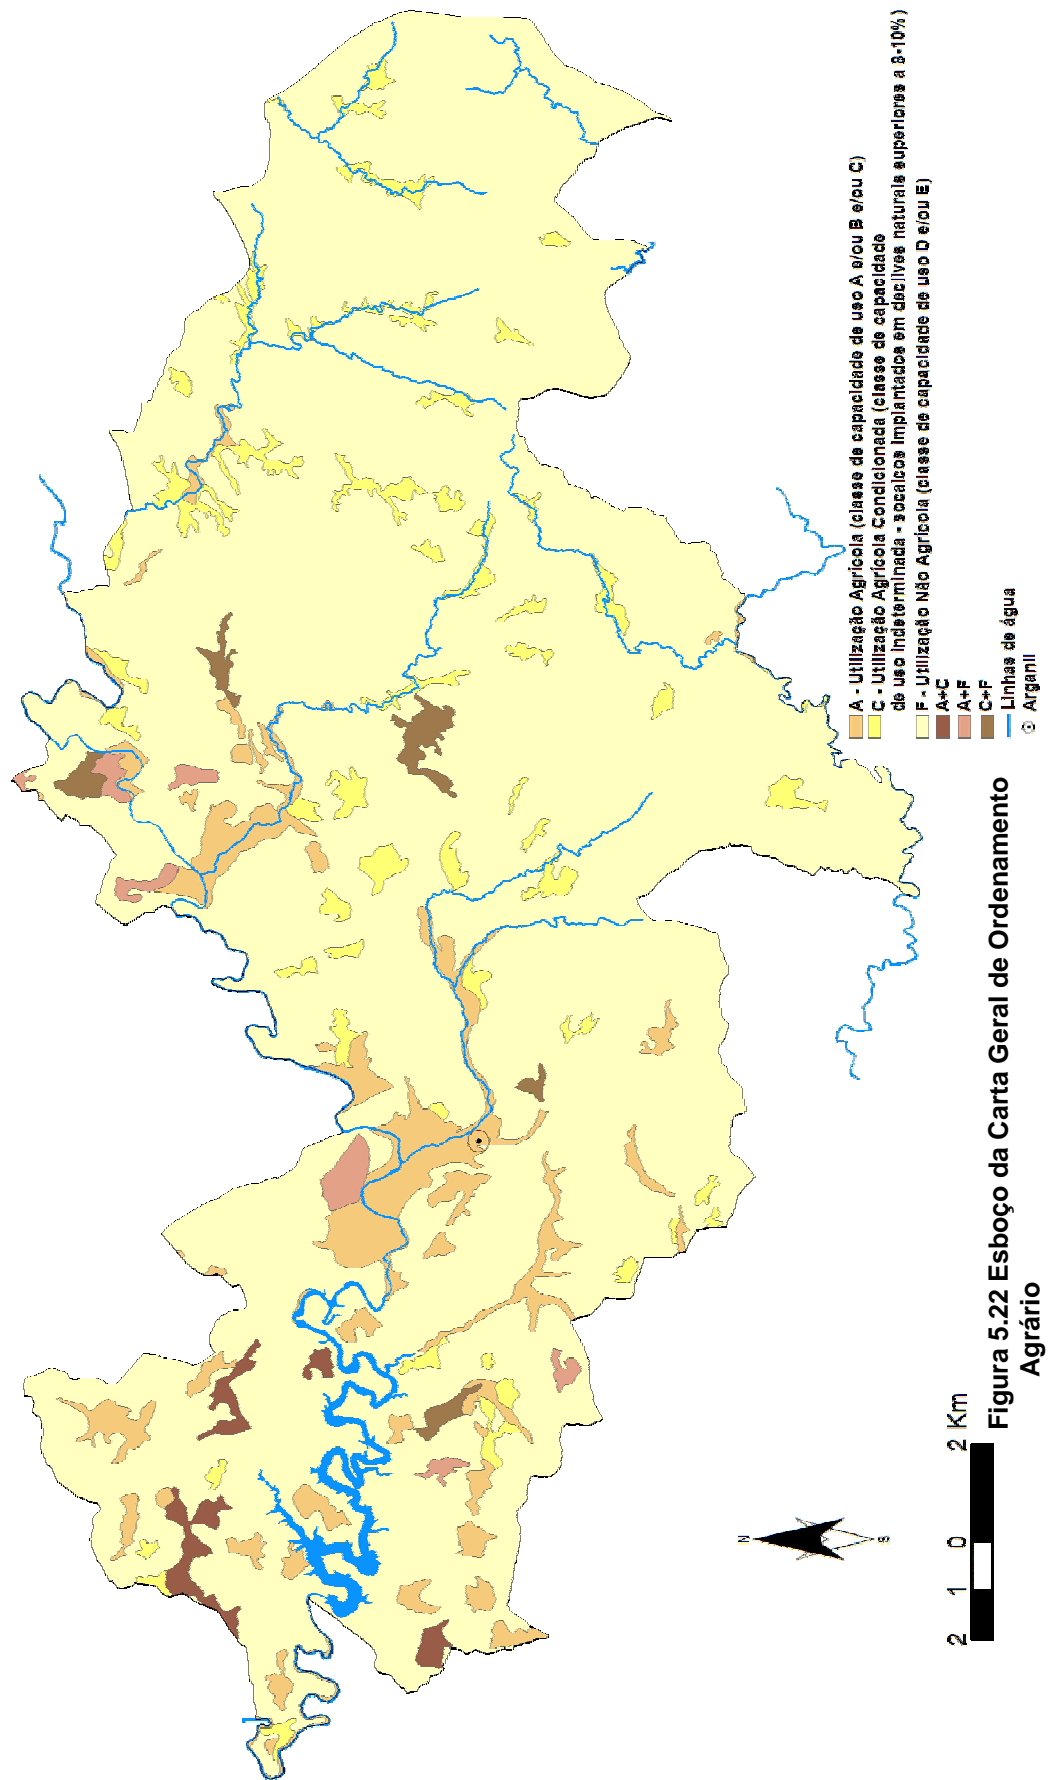 A - Utilização Agrícola (classe de capacidade de uso A e/ou B e/ou C)
C - Utilização Agrícola Condicionada (classe de capacidade
de uso indeterminada - socalcos implantados em declives naturais superiores a 8-10%)
F - Utilização Não Agrícola (classe de capacidade de uso D e/ou E)
A+C
A+F
C+F
Linhas de água
Arganil
N
S
2 1 0 2 Km
Figura 5.22 Esboço da Carta Geral de Ordenamento
Agrário